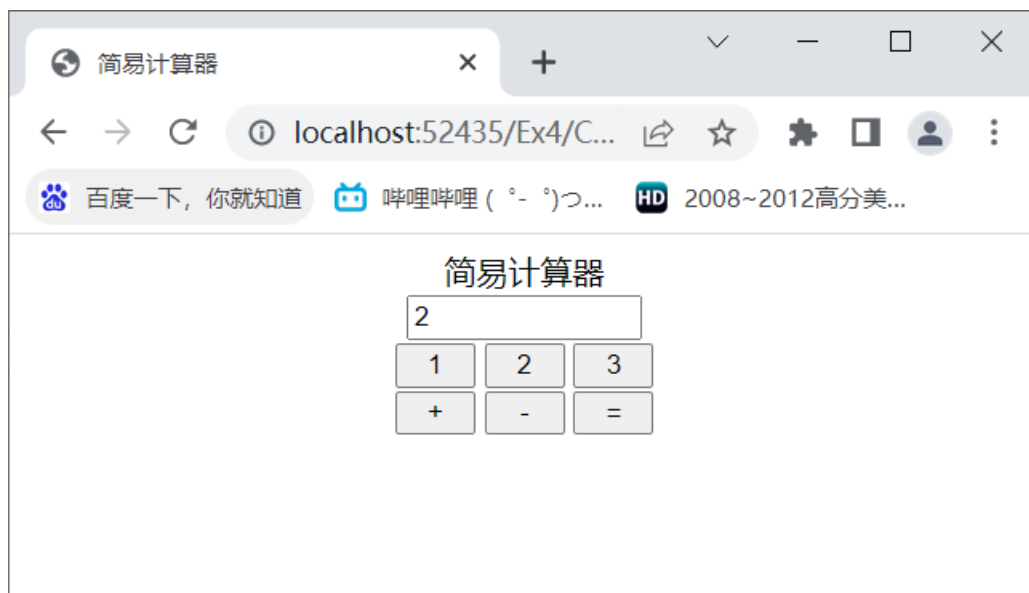 简易计算器
localhost:52435/Ex4/C...
百度一下，你就知道 哔哩哔哩 ( ゜- ゜)つ... HD 2008~2012高分美...
简易计算器
2
1 2 3
+ - =